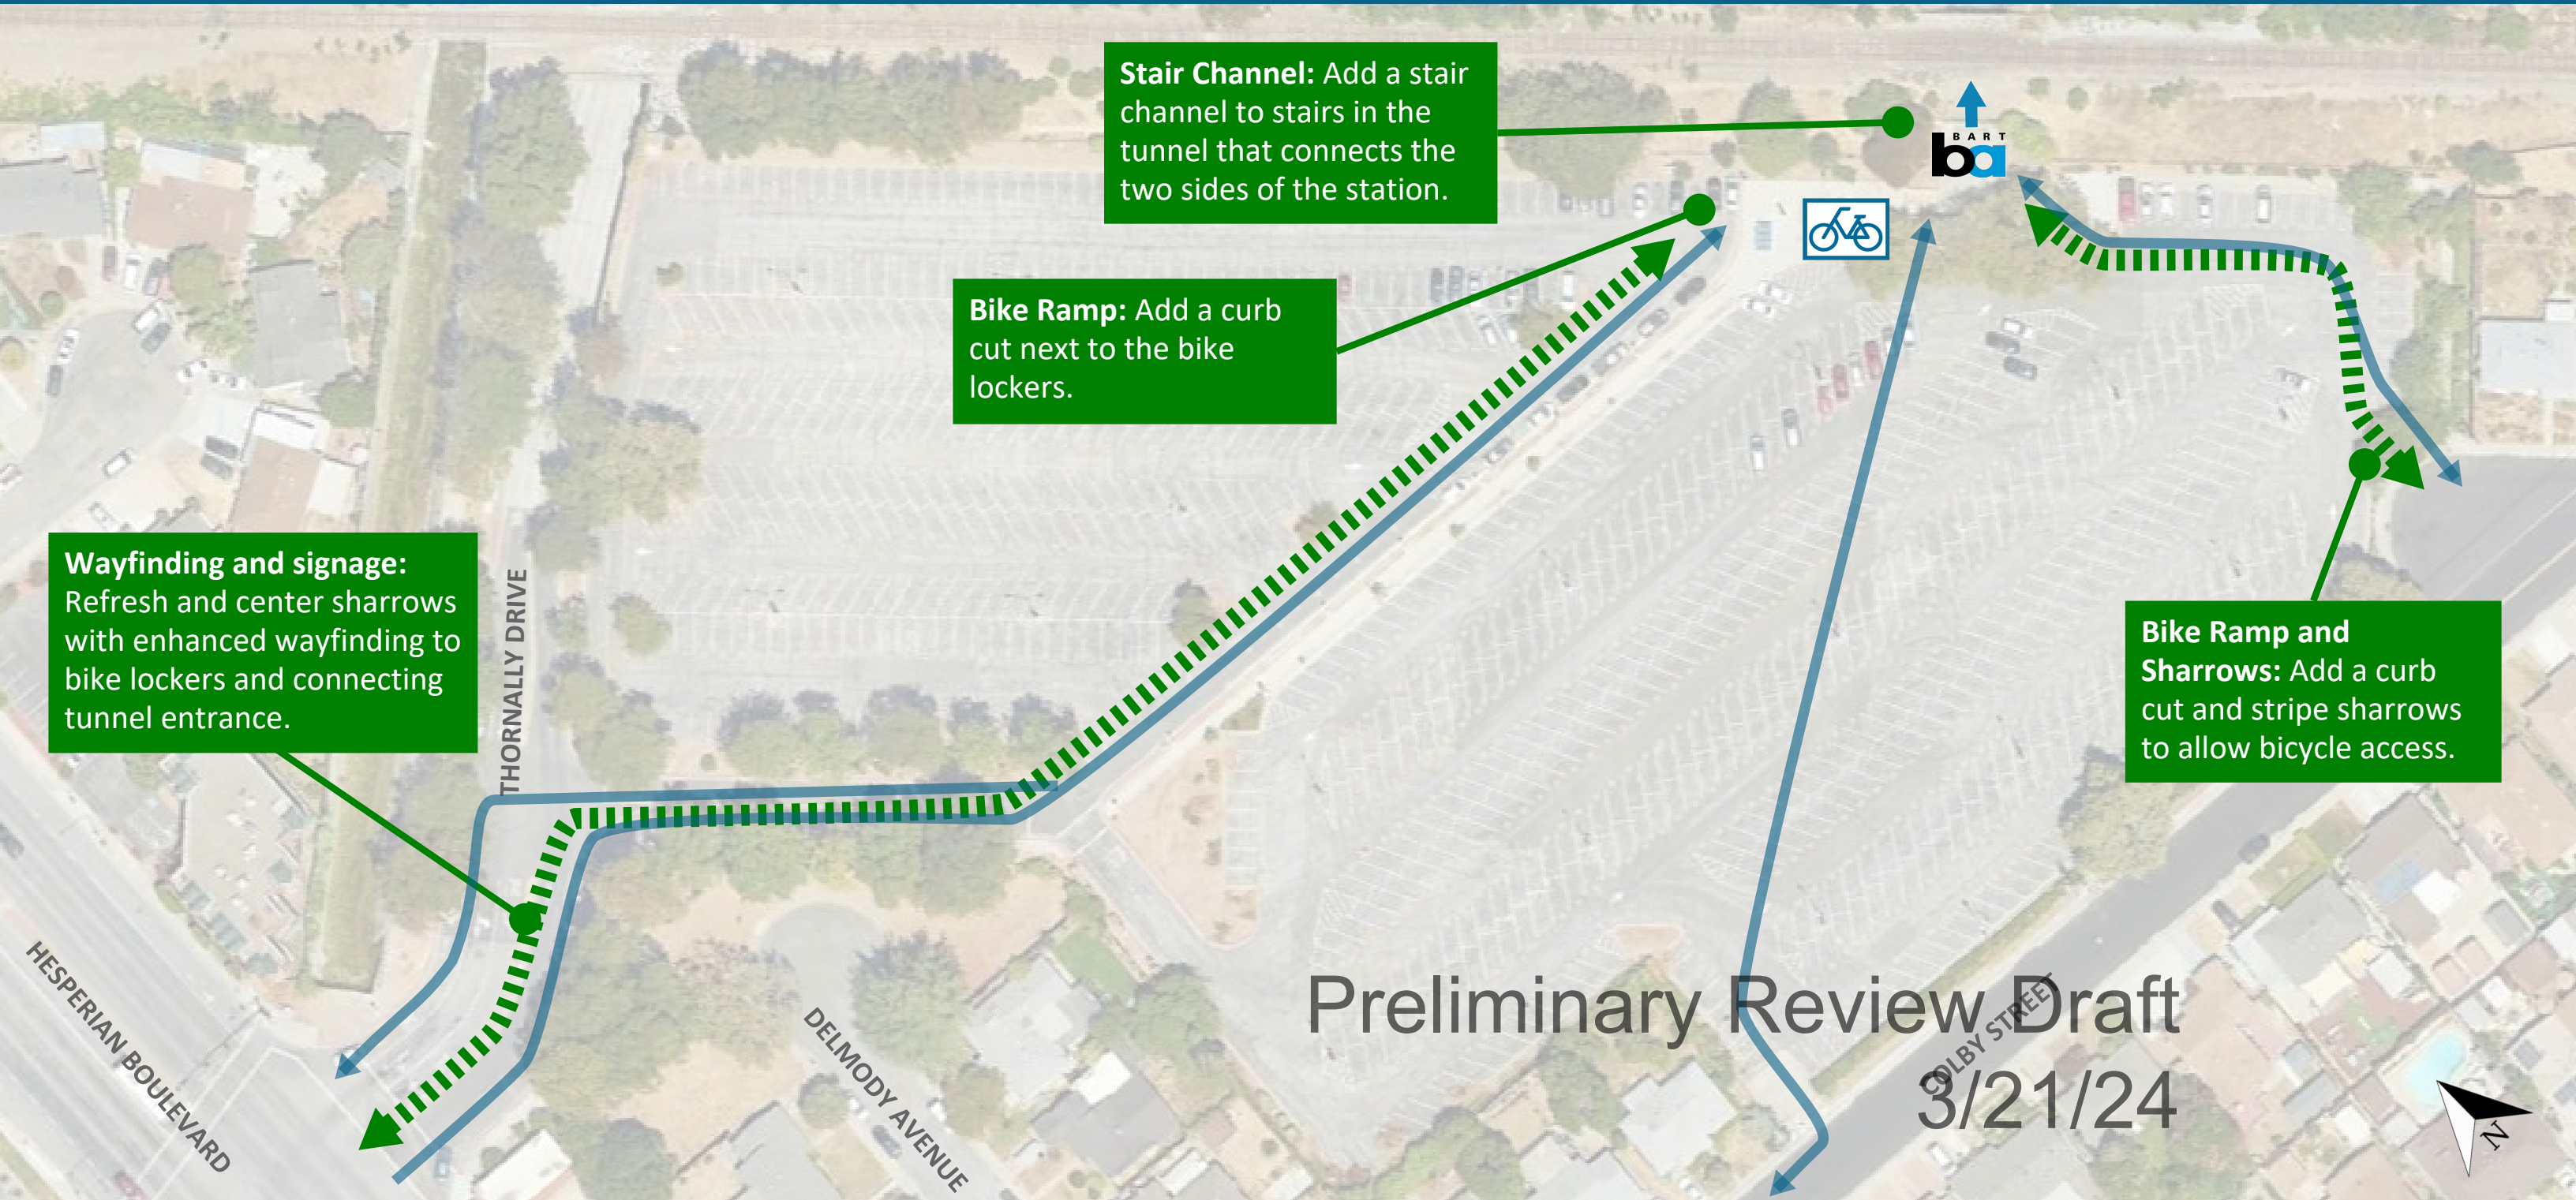 Stair Channel: Add a stair
channel to stairs in the
tunnel that connects the
two sides of the station.
BART
ba
Bike Ramp: Add a curb
cut next to the bike
lockers.
Wayfinding and signage:
Refresh and center sharrows
with enhanced wayfinding to
bike lockers and connecting
tunnel entrance.
THORNALLY DRIVE
Bike Ramp and
Sharrows: Add a curb
cut and stripe sharrows
to allow bicycle access.
HESPERIAN BOULEVARD
DELMODY AVENUE
COLBY STREET
Preliminary Review Draft
3/21/24
N